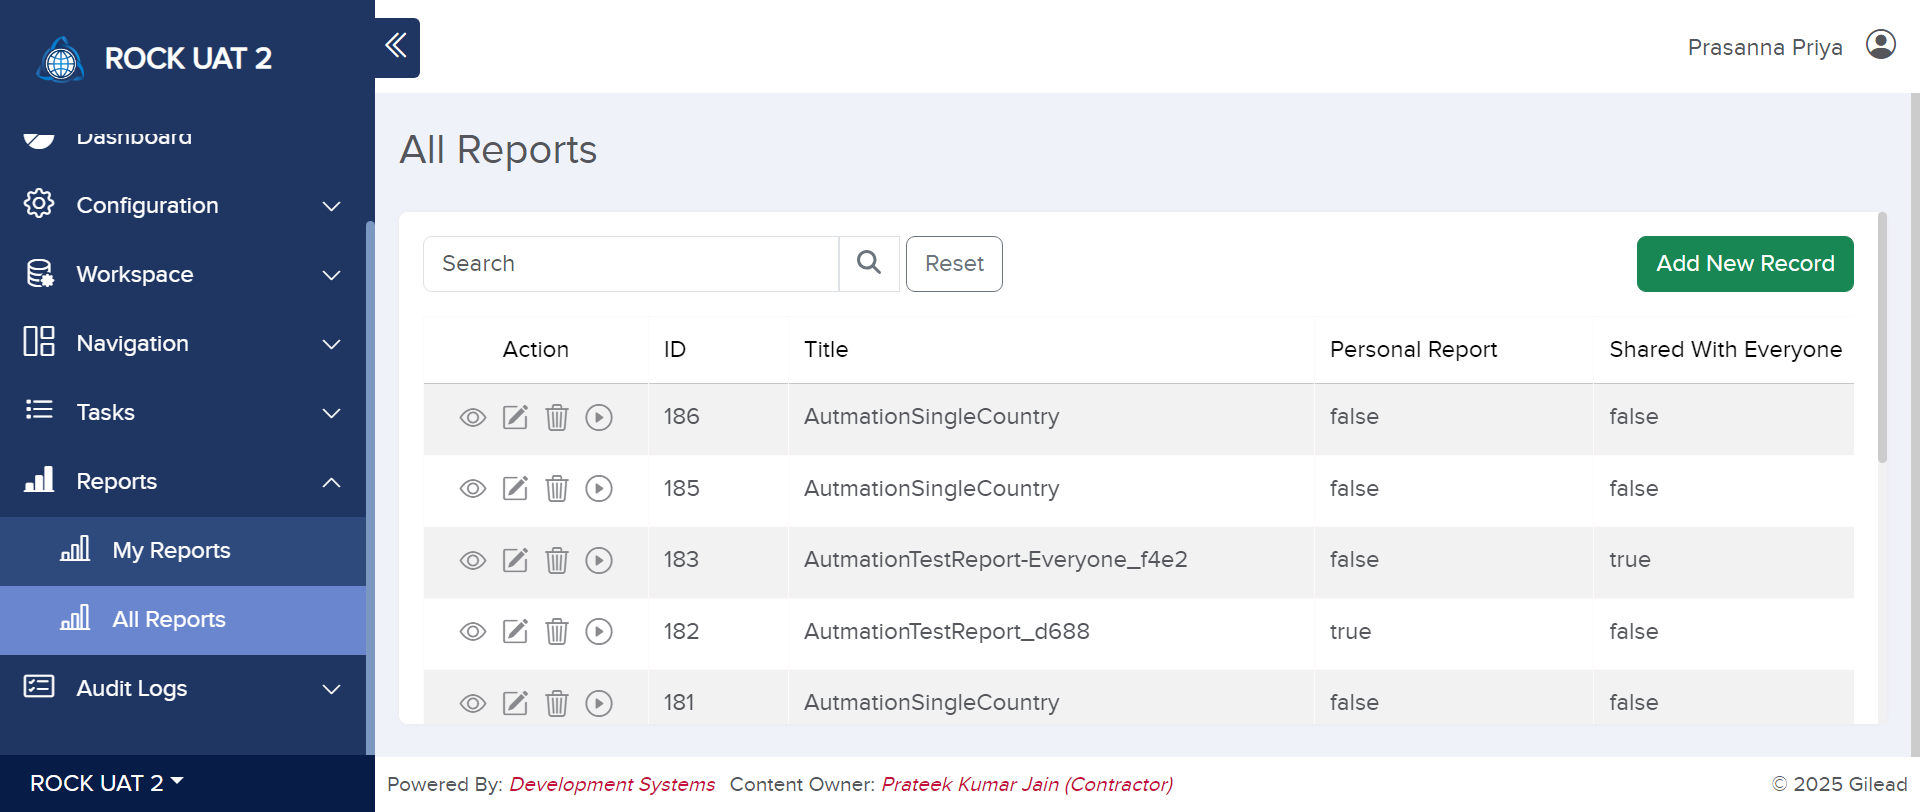 ROCK UAT 2
Prasanna Priya
Dashboard
Configuration
Workspace
Navigation
Tasks
Reports
My Reports
All Reports
Audit Logs
ROCK UAT 2
All Reports
Search
Reset
Add New Record
Action ID Title Personal Report Shared With Everyone
186 AutmationSingleCountry false false
185 AutmationSingleCountry false false
183 AutmationTestReport-Everyone_f4e2 false true
182 AutmationTestReport_d688 true false
181 AutmationSingleCountry false false
Powered By: Development Systems Content Owner: Prateek Kumar Jain (Contractor)
© 2025 Gilead